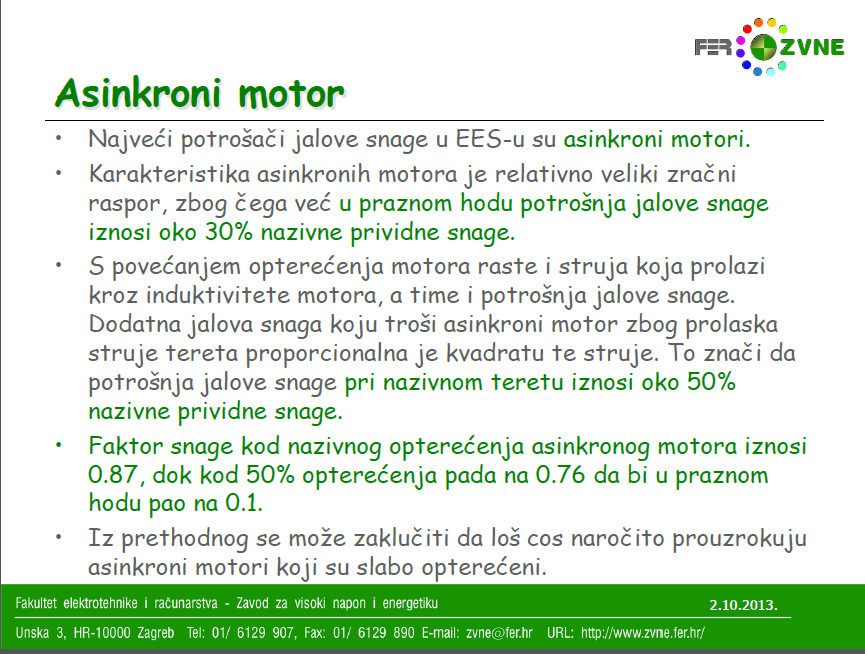 FER ZVNE
Asinkroni motor
• Najveći potrošači jalove snage u EES-u su asinkroni motori.
• Karakteristika asinkronih motora je relativno veliki zračni
raspor, zbog čega već u praznom hodu potrošnja jalove snage
iznosi oko 30% nazivne prividne snage.
• S povećanjem opterećenja motora raste i struja koja prolazi
kroz induktivitete motora, a time i potrošnja jalove snage.
Dodatna jalova snaga koju troši asinkroni motor zbog prolaska
struje tereta proporcionalna je kvadratu te struje. To znači da
potrošnja jalove snage pri nazivnom teretu iznosi oko 50%
nazivne prividne snage.
• Faktor snage kod nazivnog opterećenja asinkronog motora iznosi
0.87, dok kod 50% opterećenja pada na 0.76 da bi u praznom
hodu pao na 0.1.
• Iz prethodnog se može zaklučiti da loš cos naročito prouzrokuju
asinkroni motori koji su slabo opterećeni.
Fakultet elektrotehnike i računarstva - Zavod za visoki napon i energetiku
2.10.2013.
Unska 3, HR-10000 Zagreb Tel: 01/ 6129 907, Fax: 01/ 6129 890 E-mail: zvne@fer.hr URL: http://www.zvne.fer.hr/